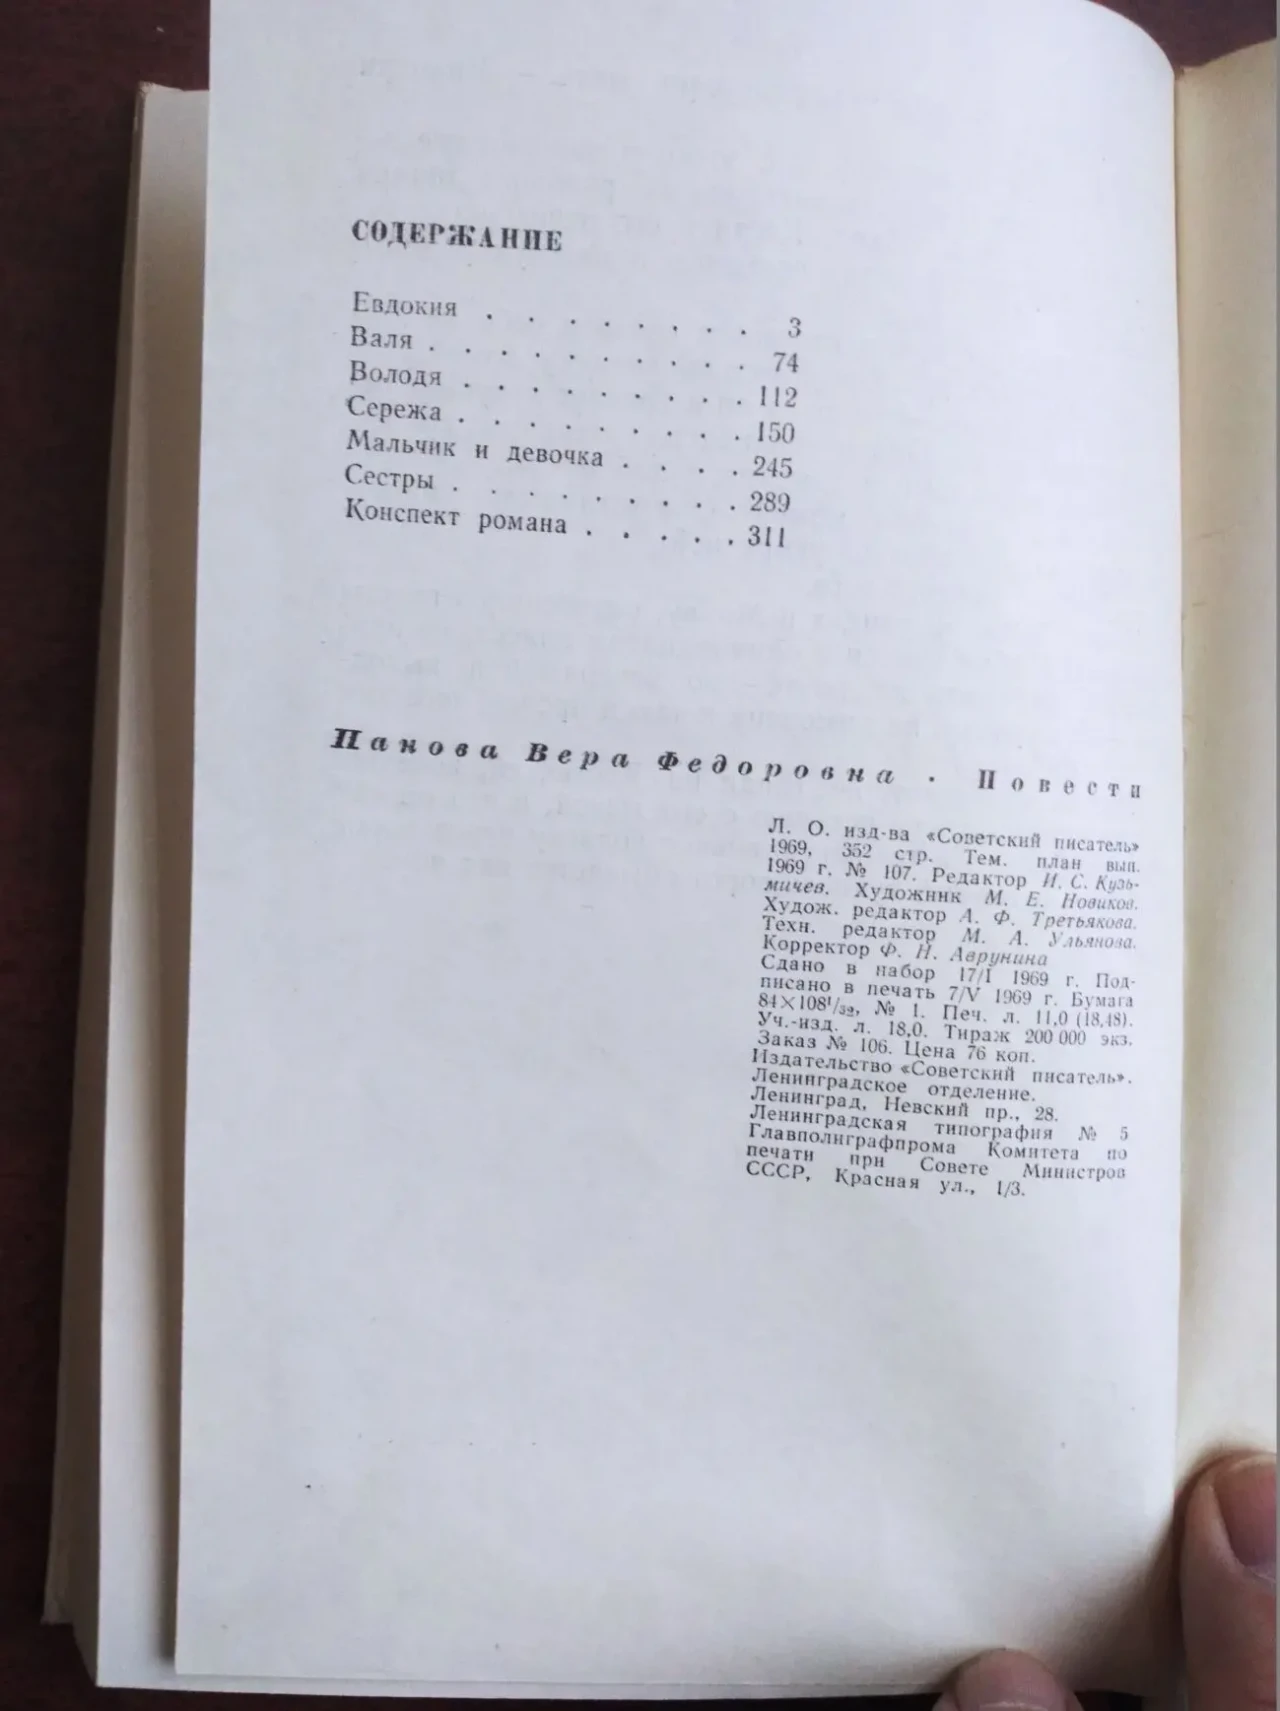 СОДЕРЖАНИЕ
Евдокия . . . . . . . . 3
Валя . . . . . . . . . . 74
Володя . . . . . . . . 112
Сережа . . . . . . . . . 150
Мальчик и девочка . . . . 245
Сестры . . . . . . . . . 289
Конспект романа . . . . . 311
Панова Вера Федоровна · Повести
Л. О. изд-ва «Советский писатель»
1969, 352 стр. Тем. план вып.
1969 г. № 107. Редактор И. С. Кузь-
мичев. Художник М. Е. Новиков.
Худож. редактор А. Ф. Третьякова.
Техн. редактор М. А. Ульянова.
Корректор Ф. Н. Аврунина
Сдано в набор 17/I 1969 г. Под-
писано в печать 7/V 1969 г. Бумага
84×108¹/₃₂, № 1. Печ. л. 11,0 (18,48).
Уч.-изд. л. 18,0. Тираж 200 000 экз.
Заказ № 106. Цена 76 коп.
Издательство «Советский писатель».
Ленинградское отделение.
Ленинград, Невский пр., 28.
Ленинградская типография № 5
Главполиграфпрома Комитета по
печати при Совете Министров
СССР, Красная ул., 1/3.